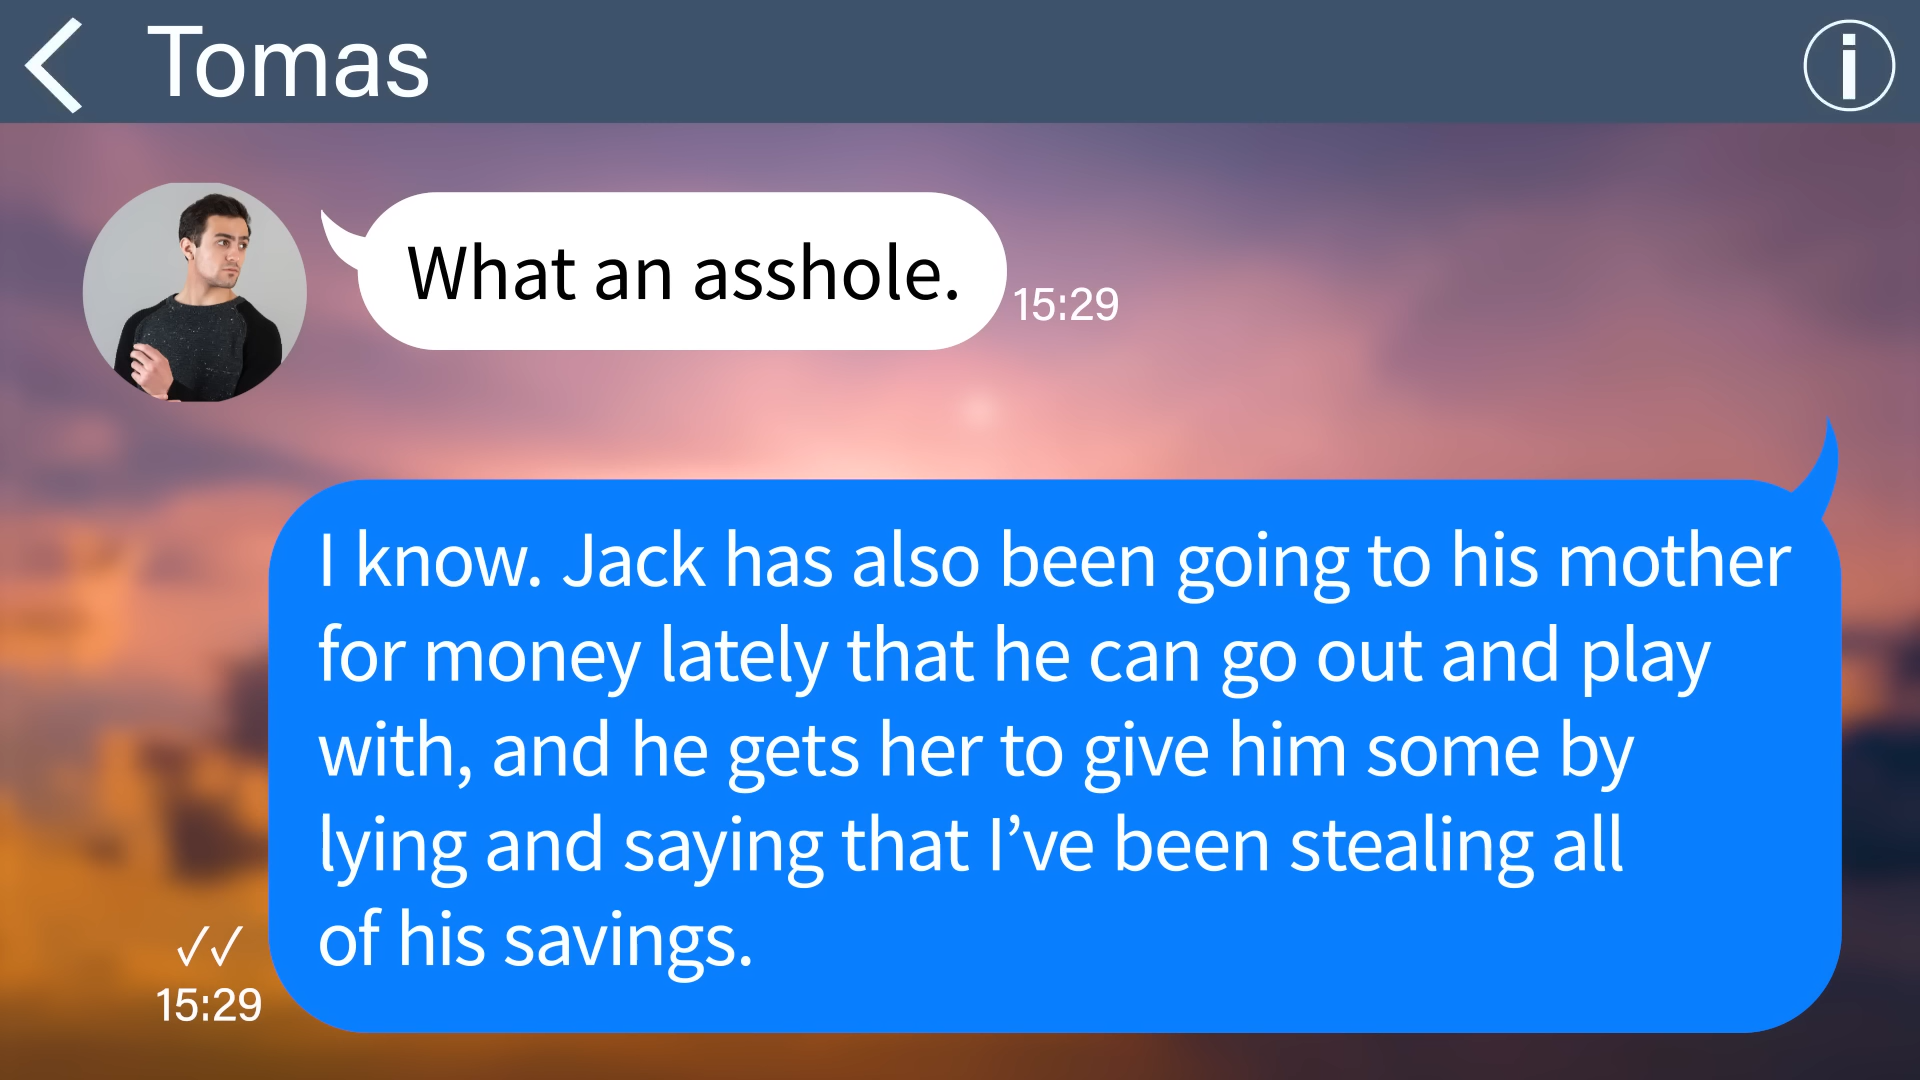 Tomas
What an asshole.
15:29
I know. Jack has also been going to his mother
for money lately that he can go out and play
with, and he gets her to give him some by
lying and saying that I’ve been stealing all
of his savings.
15:29